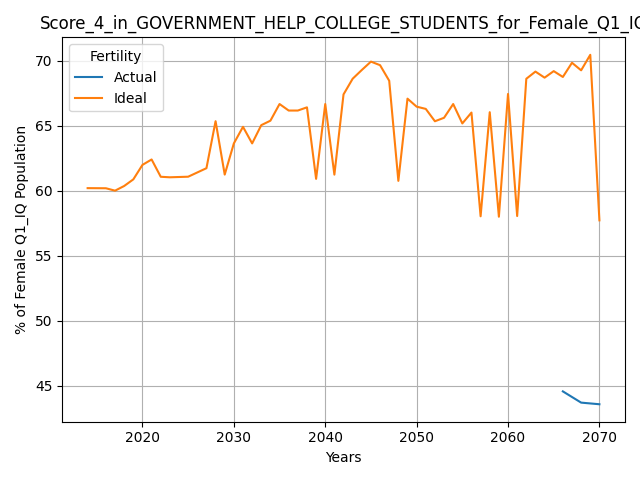 Score_4_in_GOVERNMENT_HELP_COLLEGE_STUDENTS_for_Female_Q1_IQ
Fertility
Actual
Ideal
% of Female Q1_IQ Population
70
65
60
55
50
45
2020 2030 2040 2050 2060 2070
Years